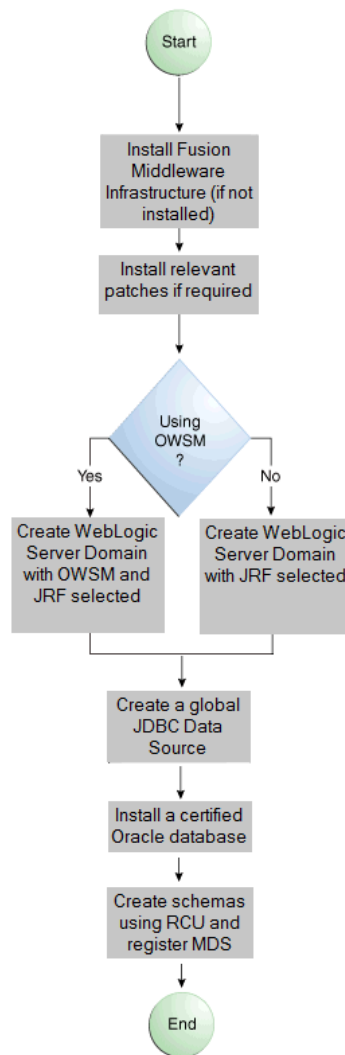 Start
Install Fusion
Middleware
Infrastructure (if not
installed)
Install relevant
patches if required
Using
OWSM
?
Yes
No
Create WebLogic
Server Domain
with OWSM and
JRF selected
Create WebLogic
Server Domain
with JRF selected
Create a global
JDBC Data
Source
Install a certified
Oracle database
Create schemas
using RCU and
register MDS
End